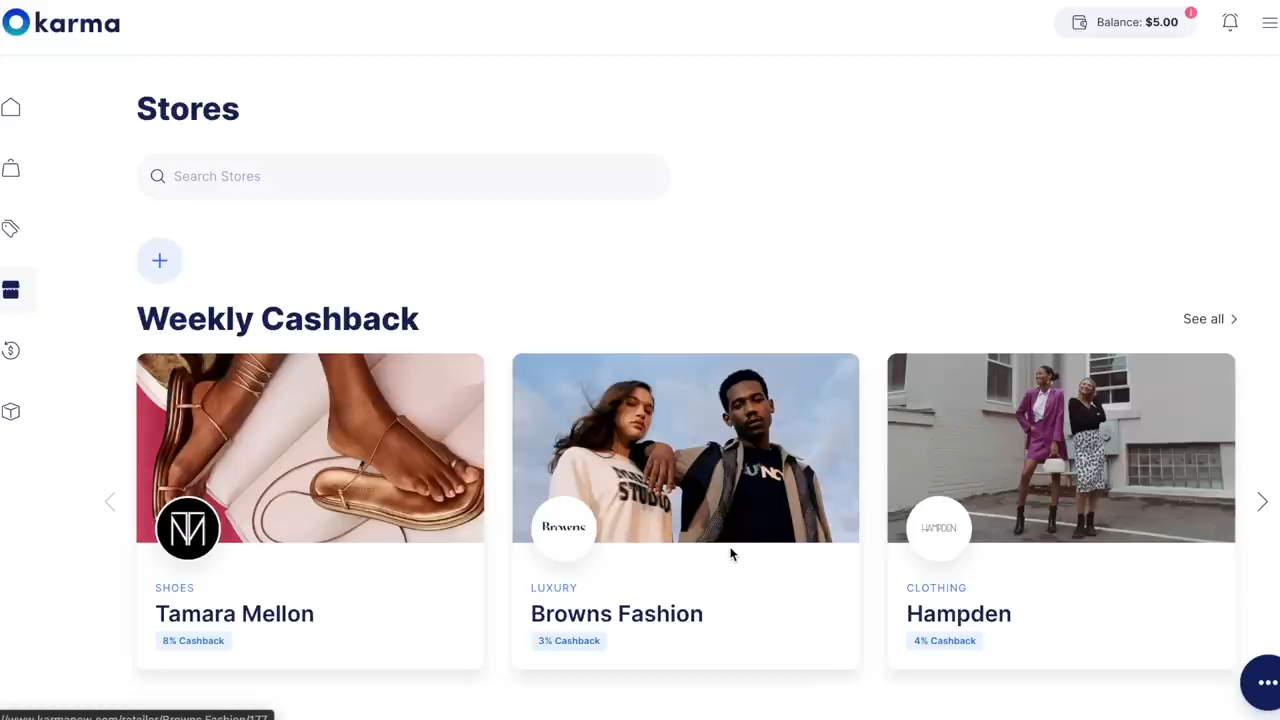 karma
Balance: $5.00
Stores
Search Stores
Weekly Cashback
See all
Browns
HAMPDEN
SHOES
LUXURY
CLOTHING
Tamara Mellon
Browns Fashion
Hampden
8% Cashback
3% Cashback
4% Cashback